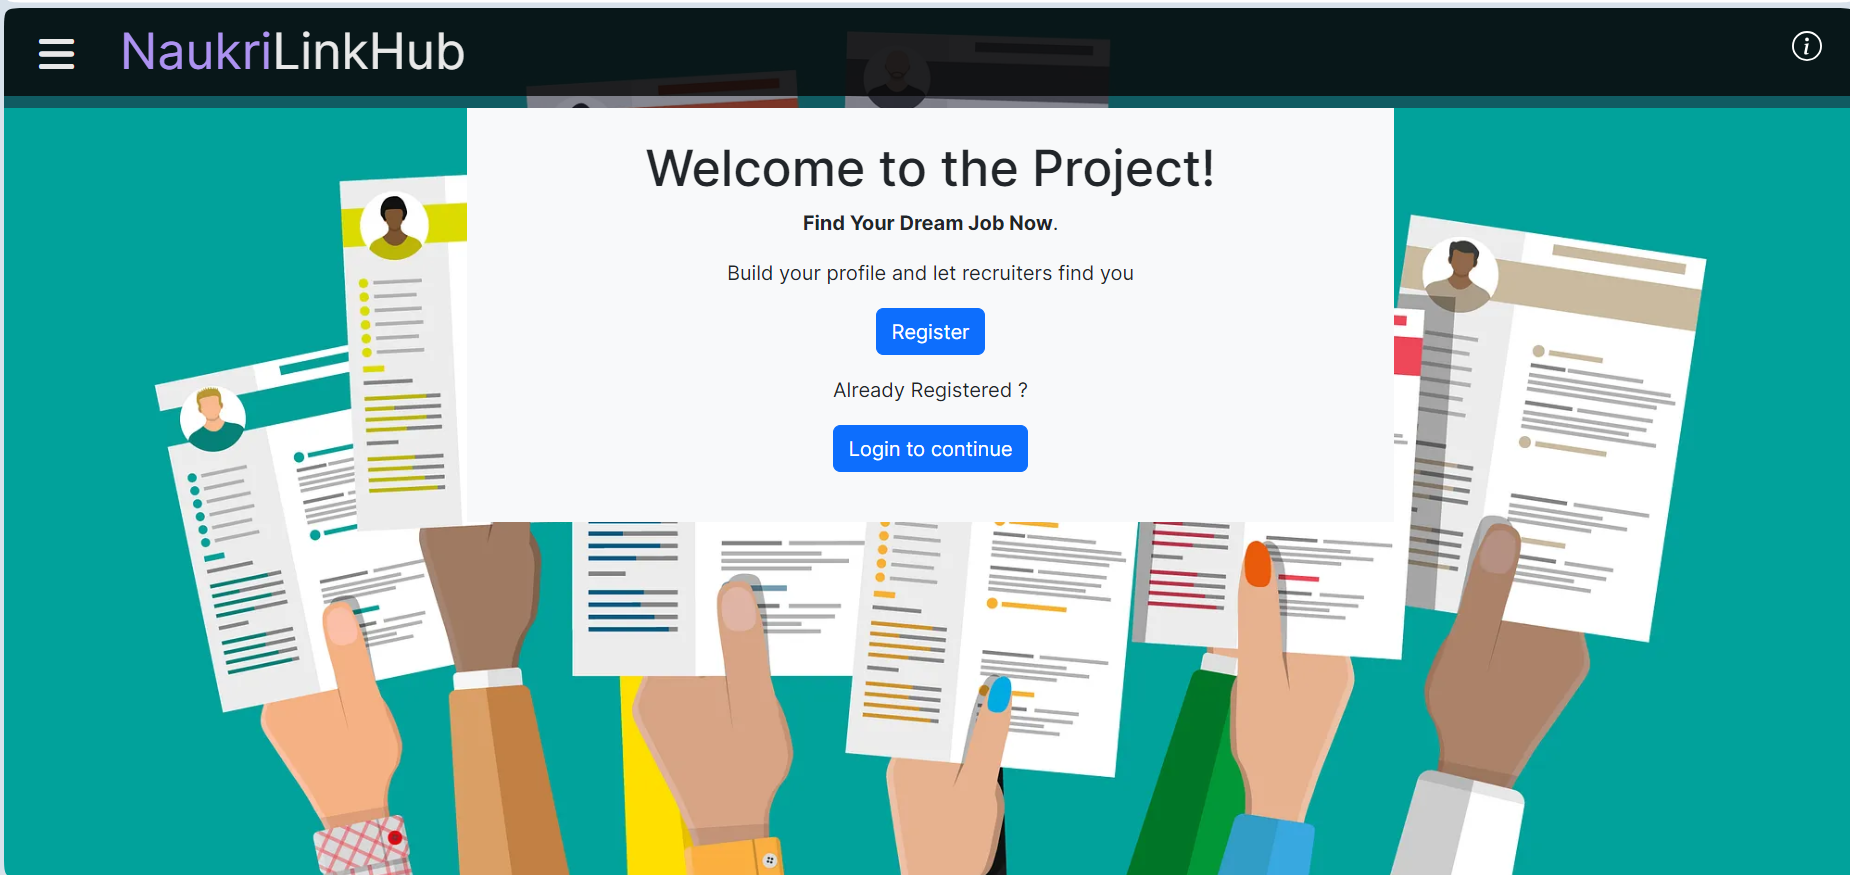 NaukriLinkHub
Welcome to the Project!
Find Your Dream Job Now.
Build your profile and let recruiters find you
Register
Already Registered ?
Login to continue